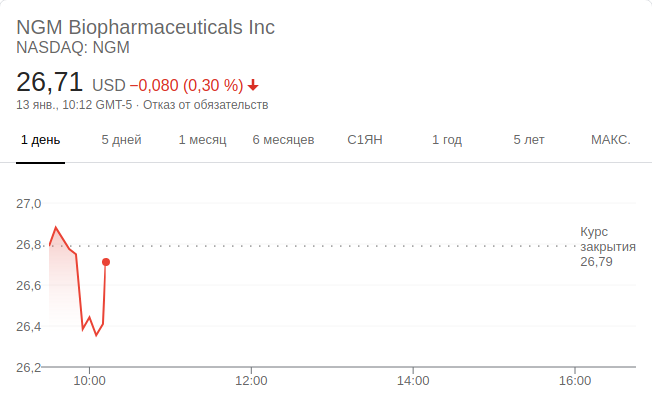 NGM Biopharmaceuticals Inc
NASDAQ: NGM
26,71 USD −0,080 (0,30 %)
13 янв., 10:12 GMT-5 · Отказ от обязательств
1 день 5 дней 1 месяц 6 месяцев С1ЯН 1 год 5 лет МАКС.
27,0
Курс
26,8 закрытия
26,79
26,6
26,4
26,2
10:00 12:00 14:00 16:00